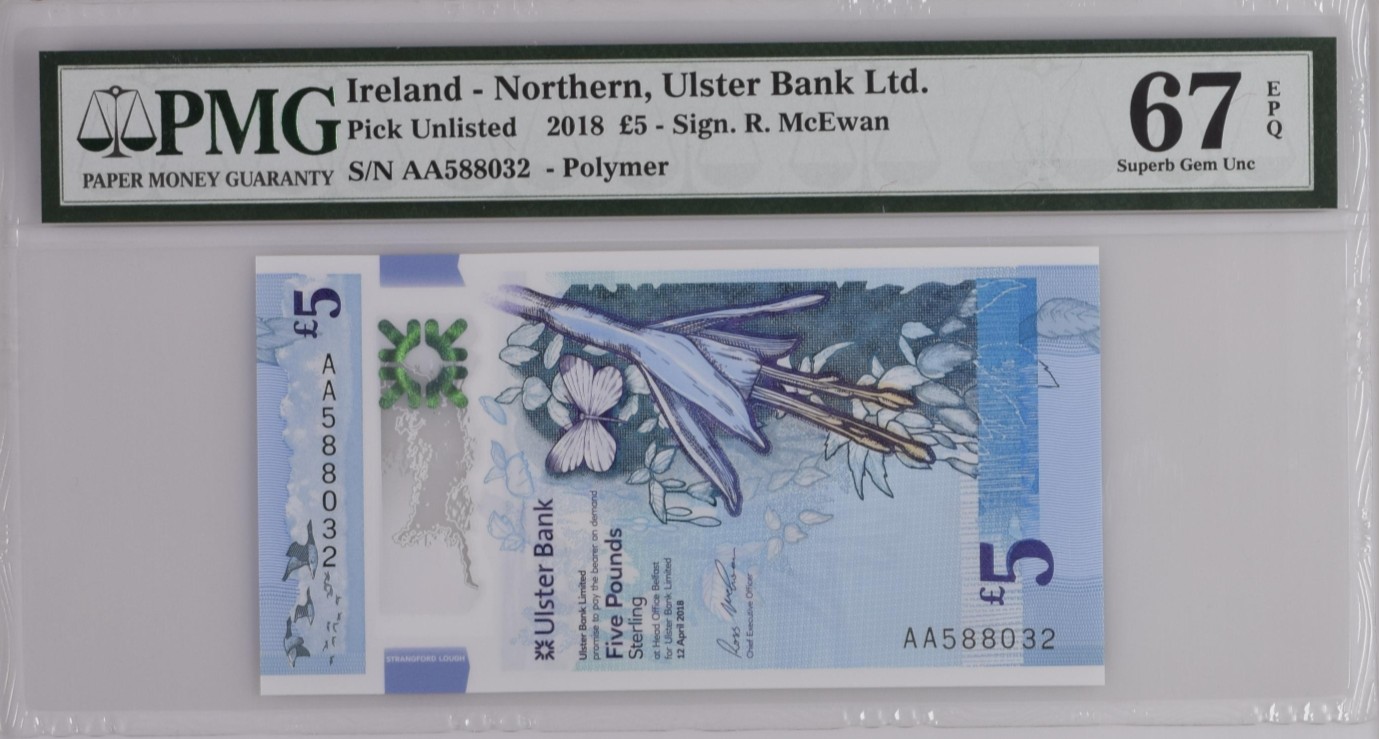 PMG
PAPER MONEY GUARANTY
Ireland - Northern, Ulster Bank Ltd.
Pick Unlisted 2018 £5 - Sign. R. McEwan
S/N AA588032 - Polymer
67
EPQ
Superb Gem Unc
£5
AA588032
STRANGFORD LOUGH
Ulster Bank
Ulster Bank Limited
promise to pay the bearer on demand
Five Pounds
Sterling
at Head Office Belfast
for Ulster Bank Limited
12 April 2018
Chief Executive Officer
£5
AA588032